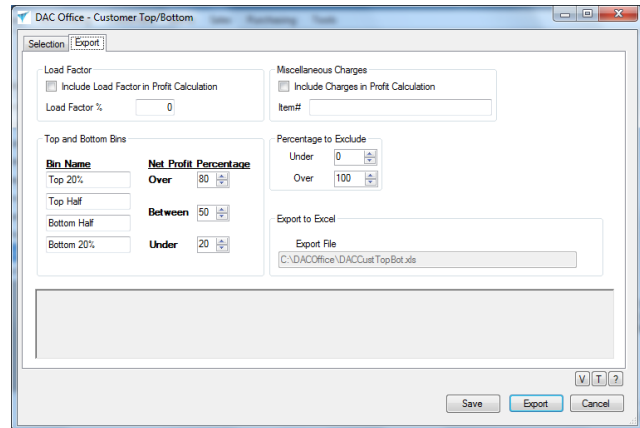 DAC Office - Customer Top/Bottom
Selection
Export
Load Factor
Include Load Factor in Profit Calculation
Load Factor %
0
Miscellaneous Charges
Include Charges in Profit Calculation
Item#
Top and Bottom Bins
Bin Name
Net Profit Percentage
Top 20%
Over
80
Top Half
Between
50
Bottom Half
Bottom 20%
Under
20
Percentage to Exclude
Under
0
Over
100
Export to Excel
Export File
C:\DACOffice\DACCustTopBot.xls
V
T
?
Save
Export
Cancel